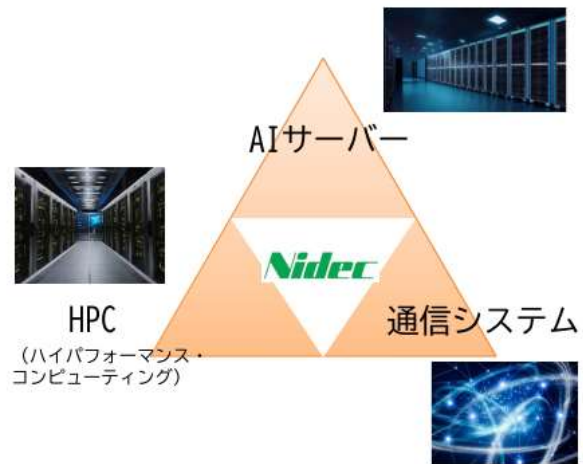 AIサーバー
Nidec
HPC
（ハイパフォーマンス・
コンピューティング）
通信システム